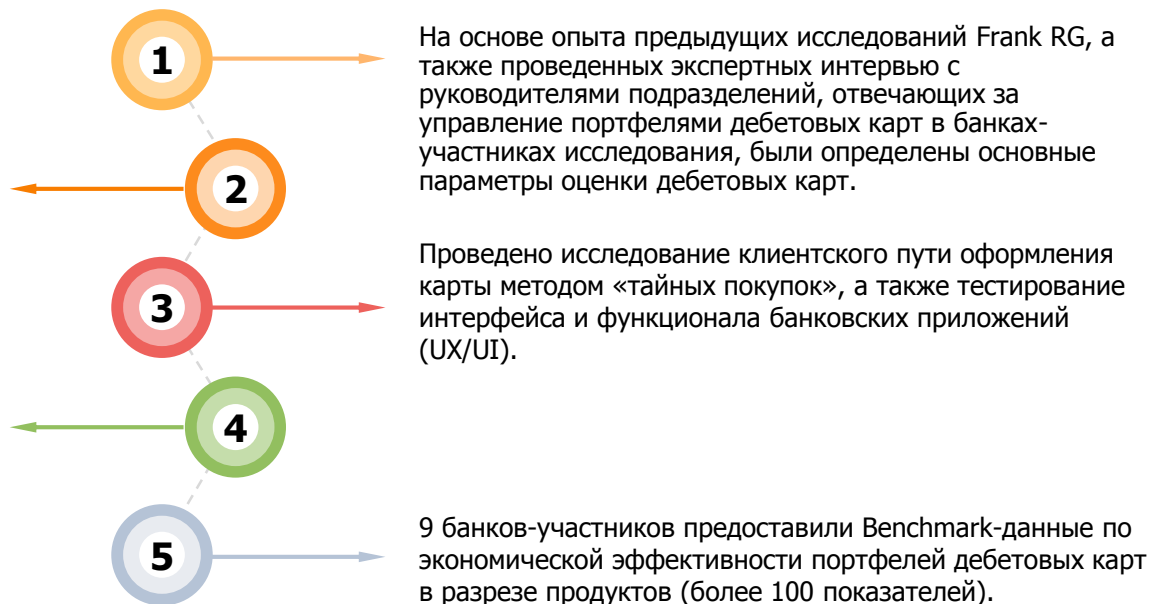 1
На основе опыта предыдущих исследований Frank RG, а
также проведенных экспертных интервью с
руководителями подразделений, отвечающих за
управление портфелями дебетовых карт в банках-
участниках исследования, были определены основные
параметры оценки дебетовых карт.
2
3
Проведено исследование клиентского пути оформления
карты методом «тайных покупок», а также тестирование
интерфейса и функционала банковских приложений
(UX/UI).
4
5
9 банков-участников предоставили Benchmark-данные по
экономической эффективности портфелей дебетовых карт
в разрезе продуктов (более 100 показателей).